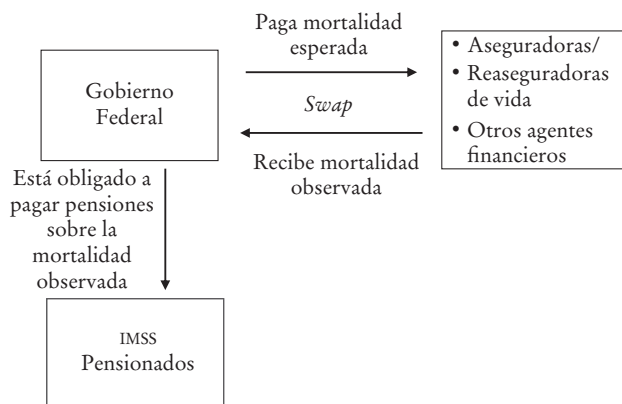 Paga mortalidad
esperada
• Aseguradoras/
• Reaseguradoras
de vida
• Otros agentes
financieros
Gobierno
Federal
Swap
Recibe mortalidad
observada
Está obligado a
pagar pensiones
sobre la
mortalidad
observada
IMSS
Pensionados